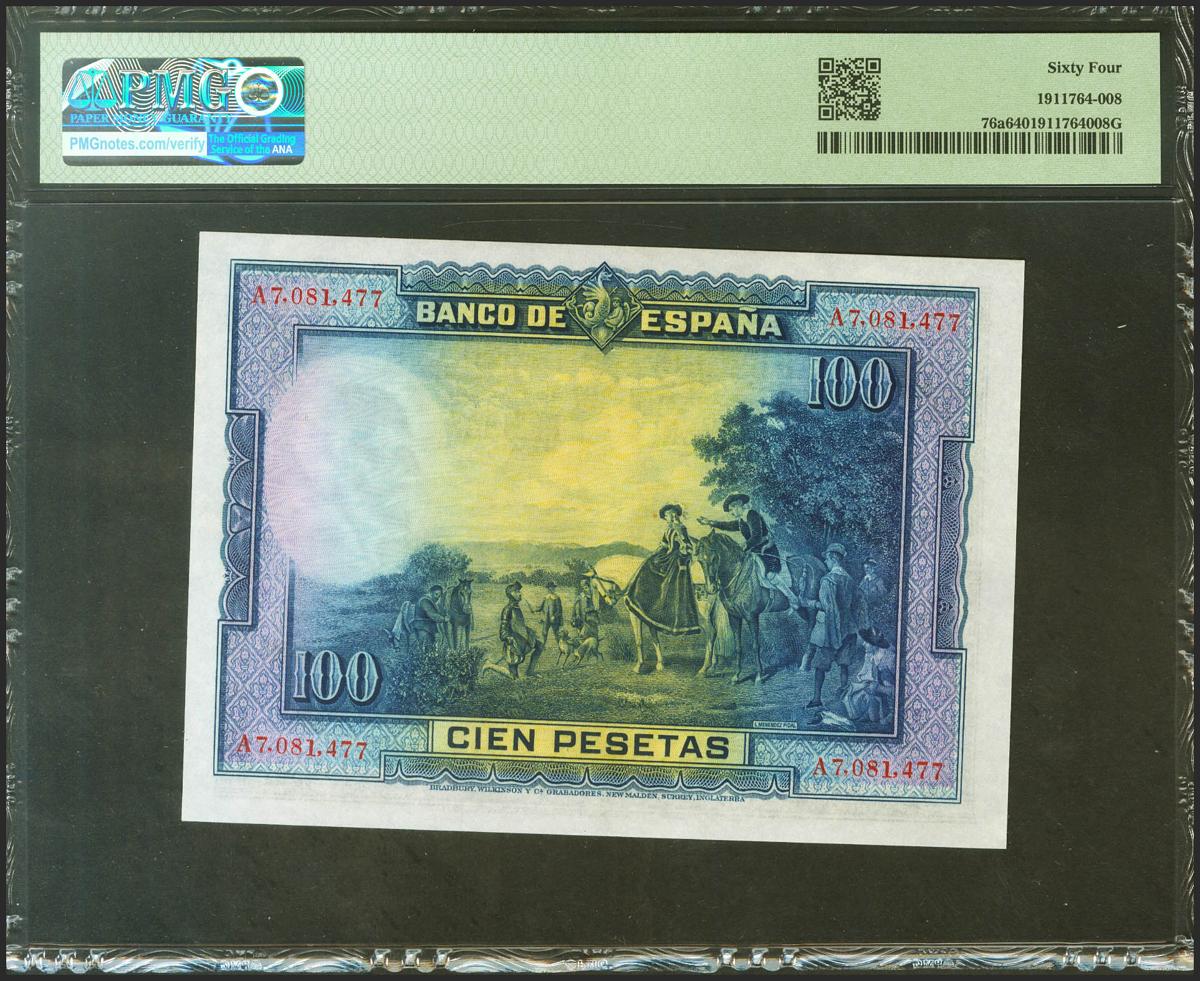 PMG
PAPER MONEY GUARANTY
PMGnotes.com/verify
The Official Grading
Service of the ANA
Sixty Four
1911764-008
76a6401911764008G
A7,081,477
BANCO DE ESPAÑA
A7,081,477
100
100
L MENENDEZ PIDAL
A7,081,477
CIEN PESETAS
A7,081,477
BRADBURY, WILKINSON Y Cª GRABADORES, NEW MALDEN, SURREY, INGLATERRA